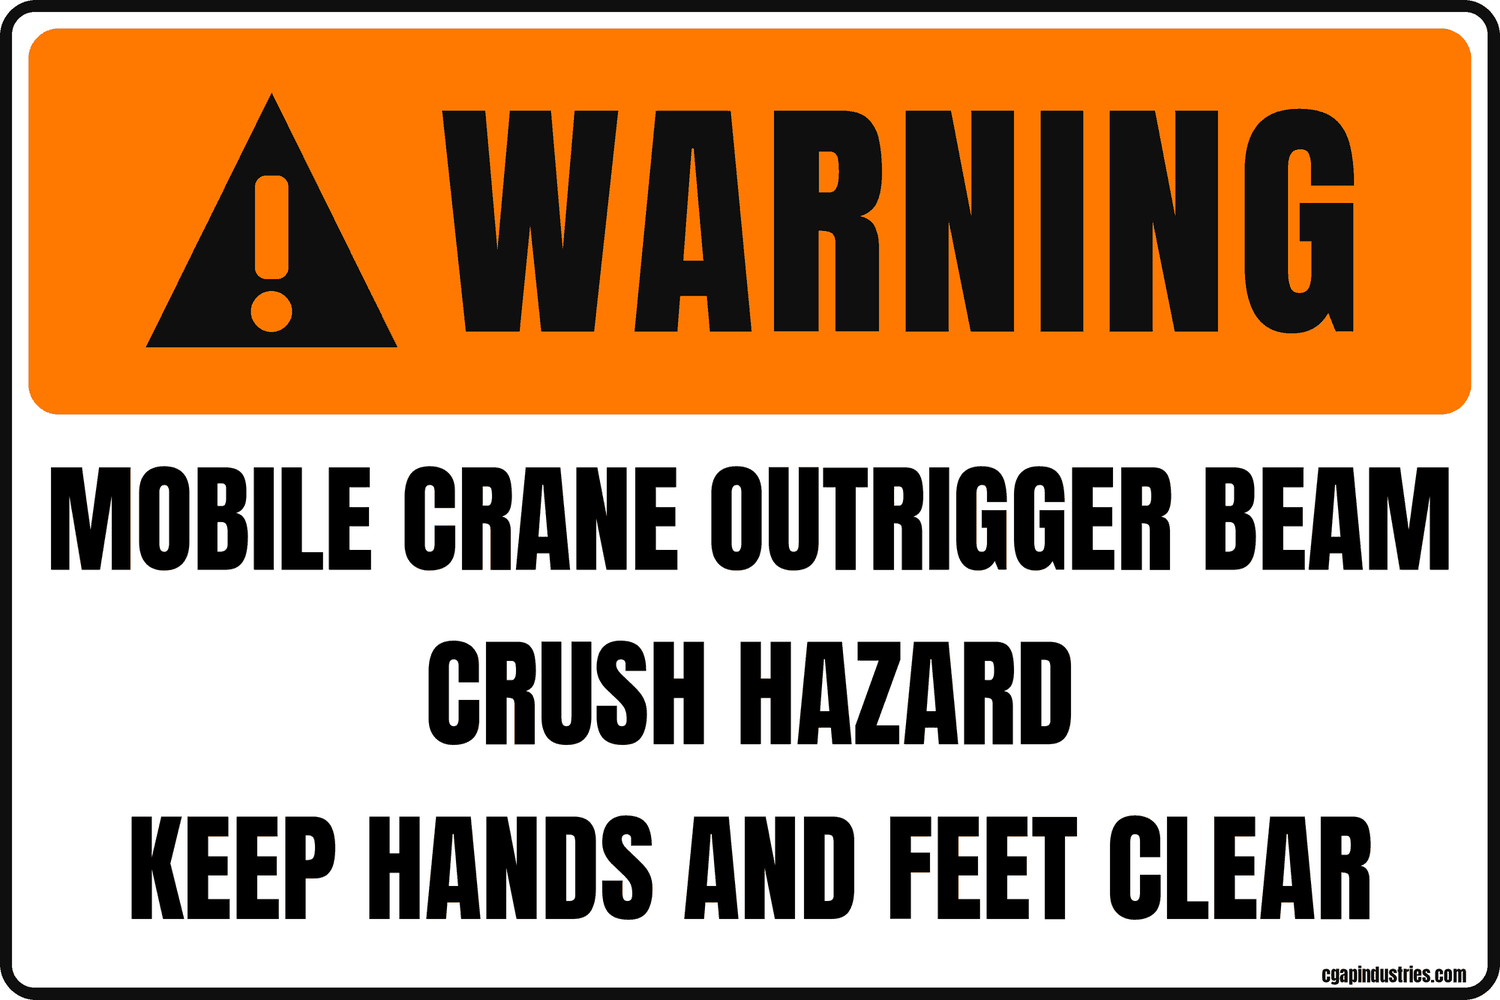 WARNING
MOBILE CRANE OUTRIGGER BEAM
CRUSH HAZARD
KEEP HANDS AND FEET CLEAR
cgapindustries.com